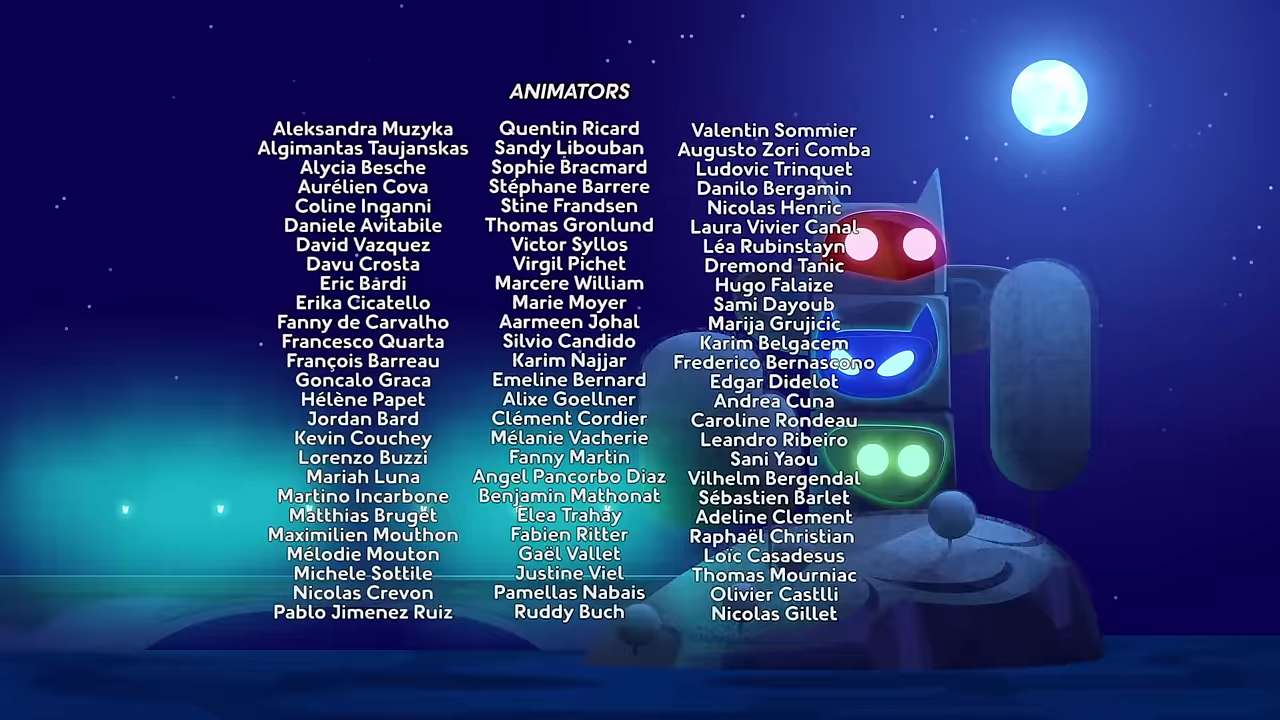 ANIMATORS
Aleksandra Muzyka
Algimantas Taujanskas
Alycia Besche
Aurélien Cova
Coline Inganni
Daniele Avitabile
David Vazquez
Davu Crosta
Eric Bardi
Erika Cicatello
Fanny de Carvalho
Francesco Quarta
François Barreau
Goncalo Graca
Hélène Papet
Jordan Bard
Kevin Couchey
Lorenzo Buzzi
Mariah Luna
Martino Incarbone
Matthias Bruget
Maximilien Mouthon
Mélodie Mouton
Michele Sottile
Nicolas Crevon
Pablo Jimenez Ruiz
Quentin Ricard
Sandy Libouban
Sophie Bracmard
Stéphane Barrere
Stine Frandsen
Thomas Gronlund
Victor Syllos
Virgil Pichet
Marcere William
Marie Moyer
Aarmeen Johal
Silvio Candido
Karim Najjar
Emeline Bernard
Alixe Goellner
Clément Cordier
Mélanie Vacherie
Fanny Martin
Angel Pancorbo Diaz
Benjamin Mathonat
Elea Trahay
Fabien Ritter
Gaël Vallet
Justine Viel
Pamellas Nabais
Ruddy Buch
Valentin Sommier
Augusto Zori Comba
Ludovic Trinquet
Danilo Bergamin
Nicolas Henric
Laura Vivier Canal
Léa Rubinstayn
Dremond Tanic
Hugo Falaize
Sami Dayoub
Marija Grujicic
Karim Belgacem
Frederico Bernascono
Edgar Didelot
Andrea Cuna
Caroline Rondeau
Leandro Ribeiro
Sani Yaou
Vilhelm Bergendal
Sébastien Barlet
Adeline Clement
Raphaël Christian
Loïc Casadesus
Thomas Mourniac
Olivier Castlli
Nicolas Gillet